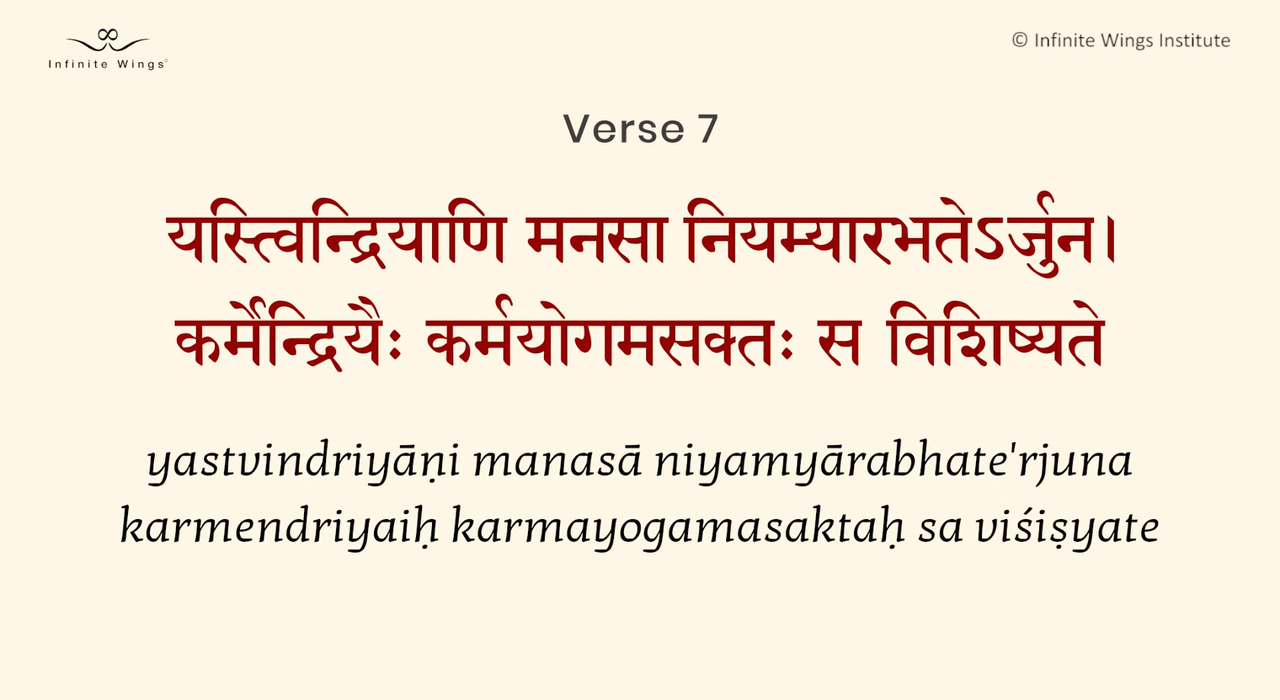 Infinite Wings®
© Infinite Wings Institute
Verse 7
यस्त्विन्द्रियाणि मनसा नियम्यारभतेऽर्जुन।
कर्मैन्द्रियैः कर्मयोगमसक्तः स विशिष्यते
yastvindriyāṇi manasā niyamyārabhate'rjuna
karmendriyaiḥ karmayogamasaktaḥ sa viśiṣyate